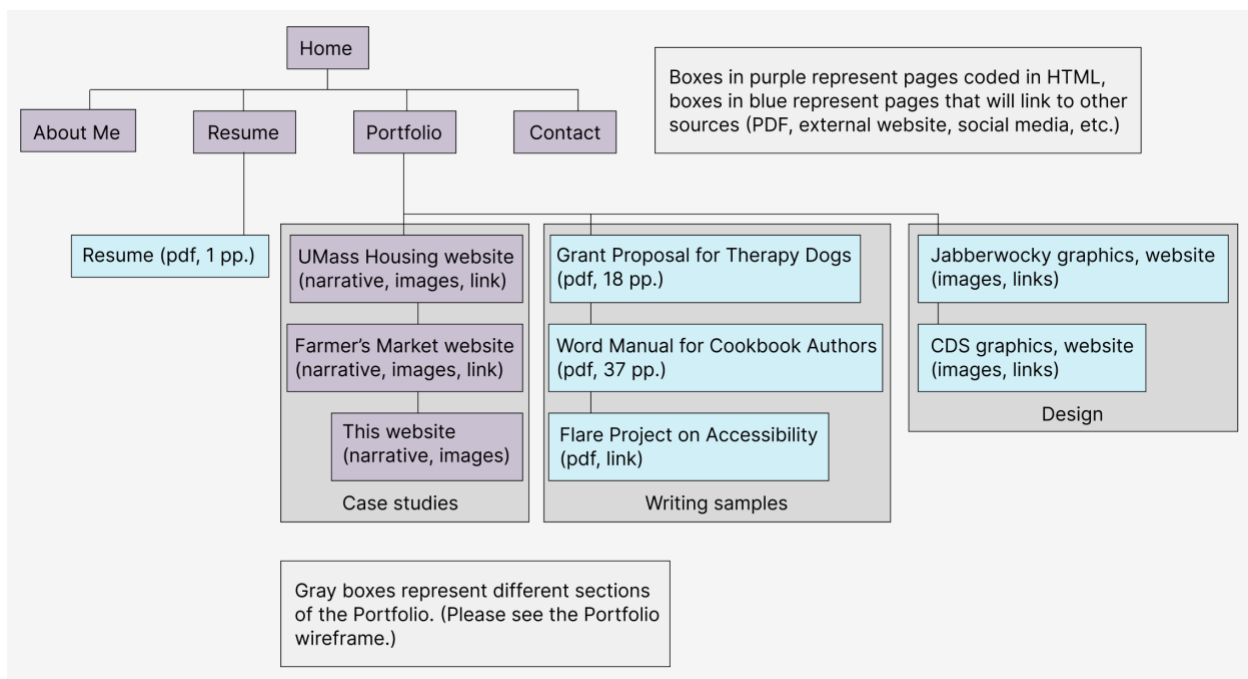 Home
Boxes in purple represent pages coded in HTML,
boxes in blue represent pages that will link to other
sources (PDF, external website, social media, etc.)
About Me
Resume
Portfolio
Contact
Resume (pdf, 1 pp.)
UMass Housing website
(narrative, images, link)
Farmer’s Market website
(narrative, images, link)
This website
(narrative, images)
Case studies
Grant Proposal for Therapy Dogs
(pdf, 18 pp.)
Word Manual for Cookbook Authors
(pdf, 37 pp.)
Flare Project on Accessibility
(pdf, link)
Writing samples
Jabberwocky graphics, website
(images, links)
CDS graphics, website
(images, links)
Design
Gray boxes represent different sections
of the Portfolio. (Please see the Portfolio
wireframe.)